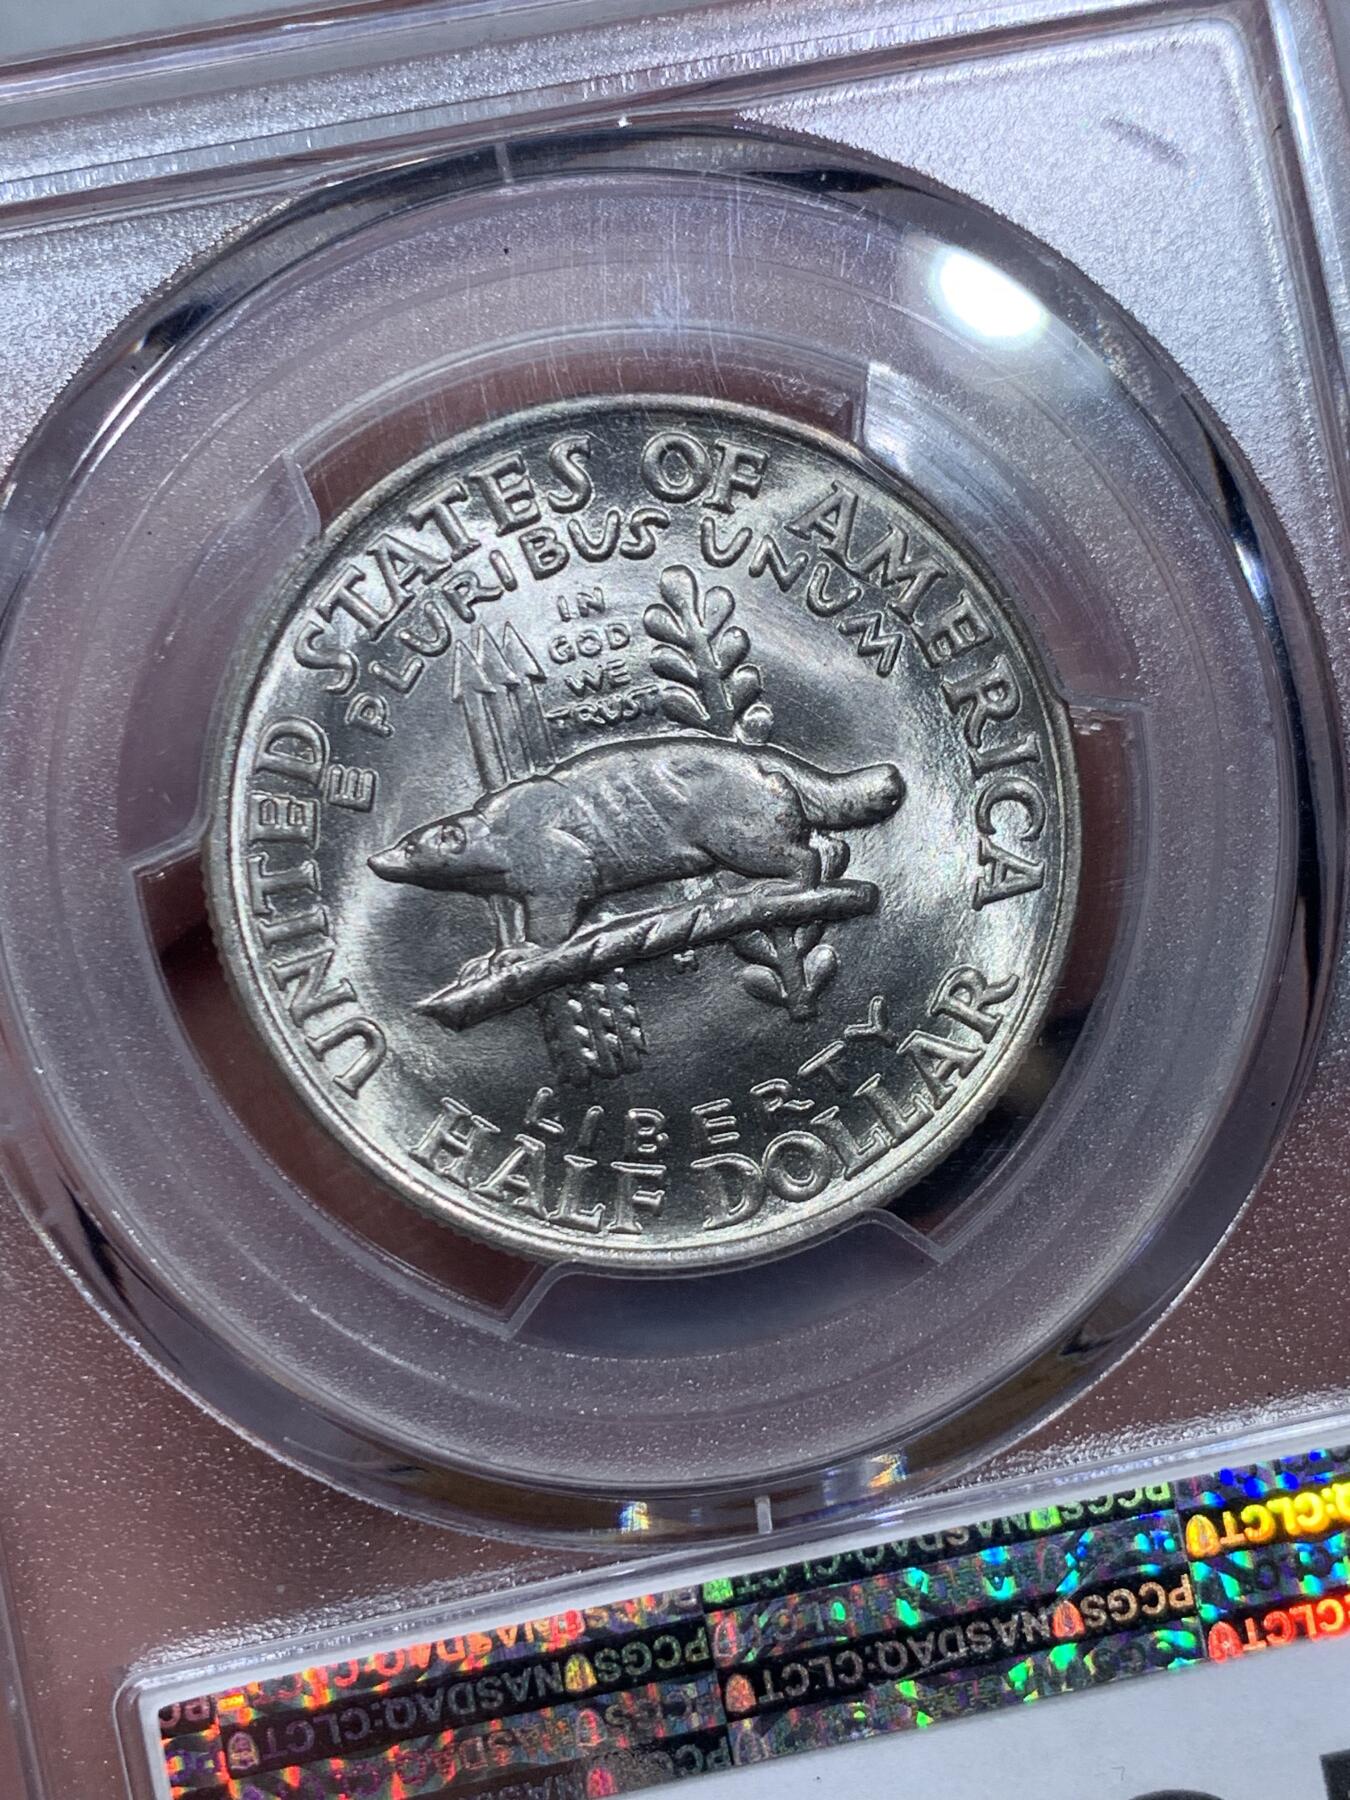 UNITED STATES OF AMERICA
E PLURIBUS UNUM
IN
GOD
WE
TRUST
H
LIBERTY
HALF DOLLAR
PCGS NASDAQ:CLCT
PCGS NASDAQ:CLCT
PCGS NASDAQ:CLCT